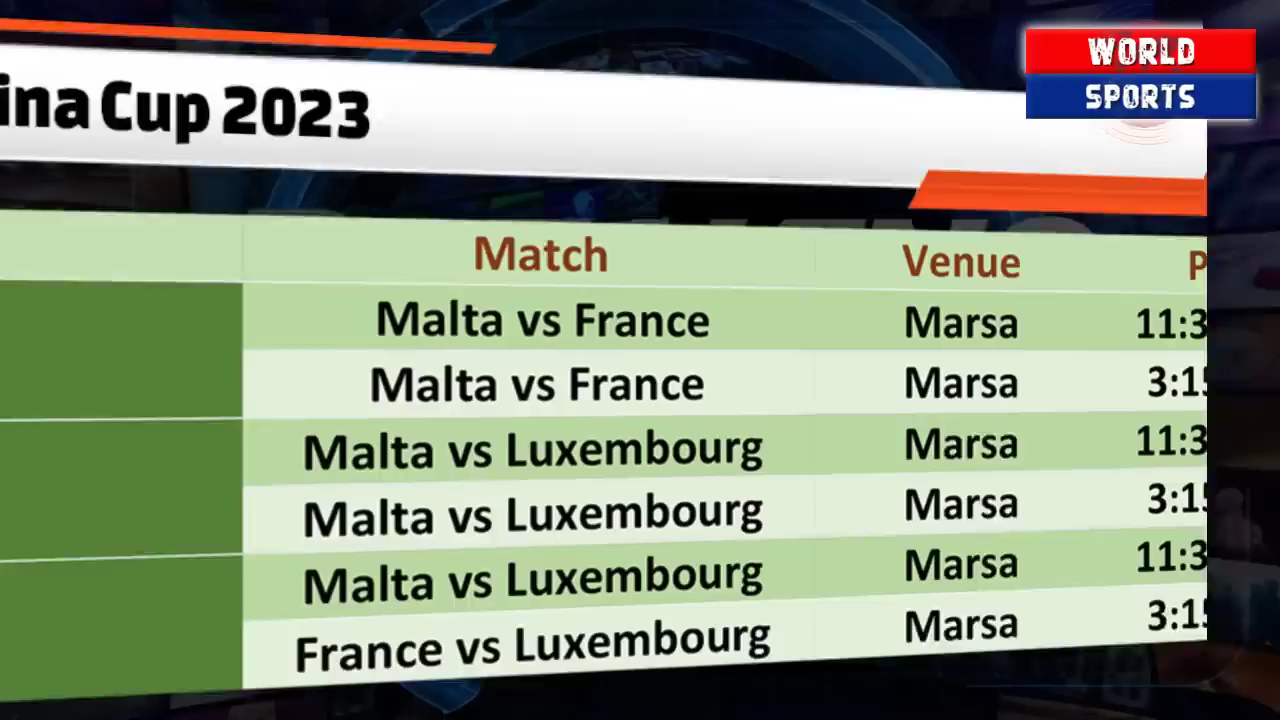 WORLD
SPORTS
Cup 2023
Match Venue
Malta vs France Marsa
Malta vs France Marsa
Malta vs Luxembourg Marsa
Malta vs Luxembourg Marsa
Malta vs Luxembourg Marsa
France vs Luxembourg Marsa